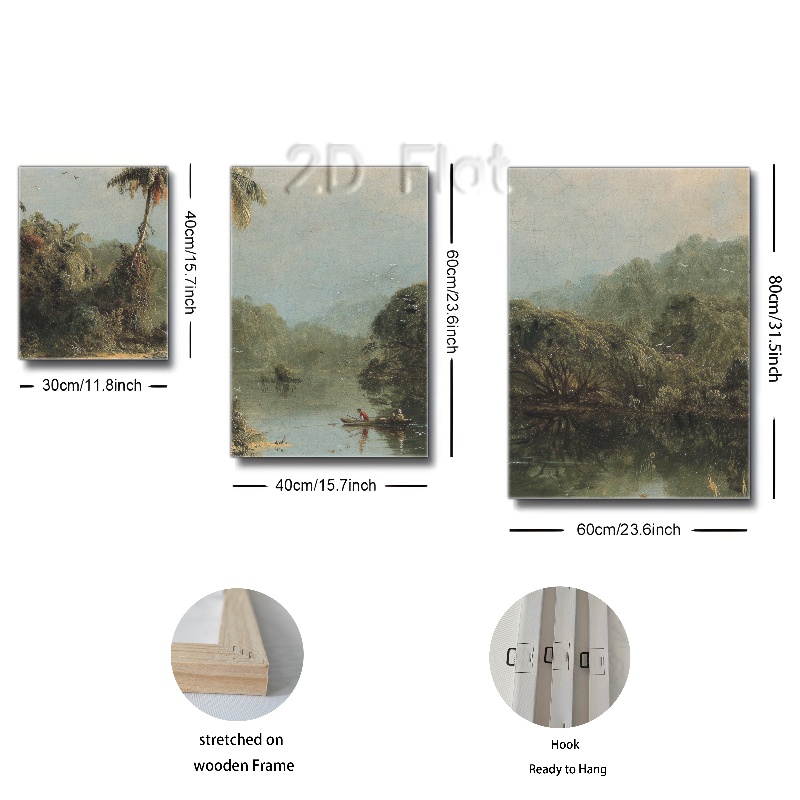 2D Flat
40cm/15.7inch
30cm/11.8inch
60cm/23.6inch
40cm/15.7inch
80cm/31.5inch
60cm/23.6inch
stretched on
wooden Frame
Hook
Ready to Hang